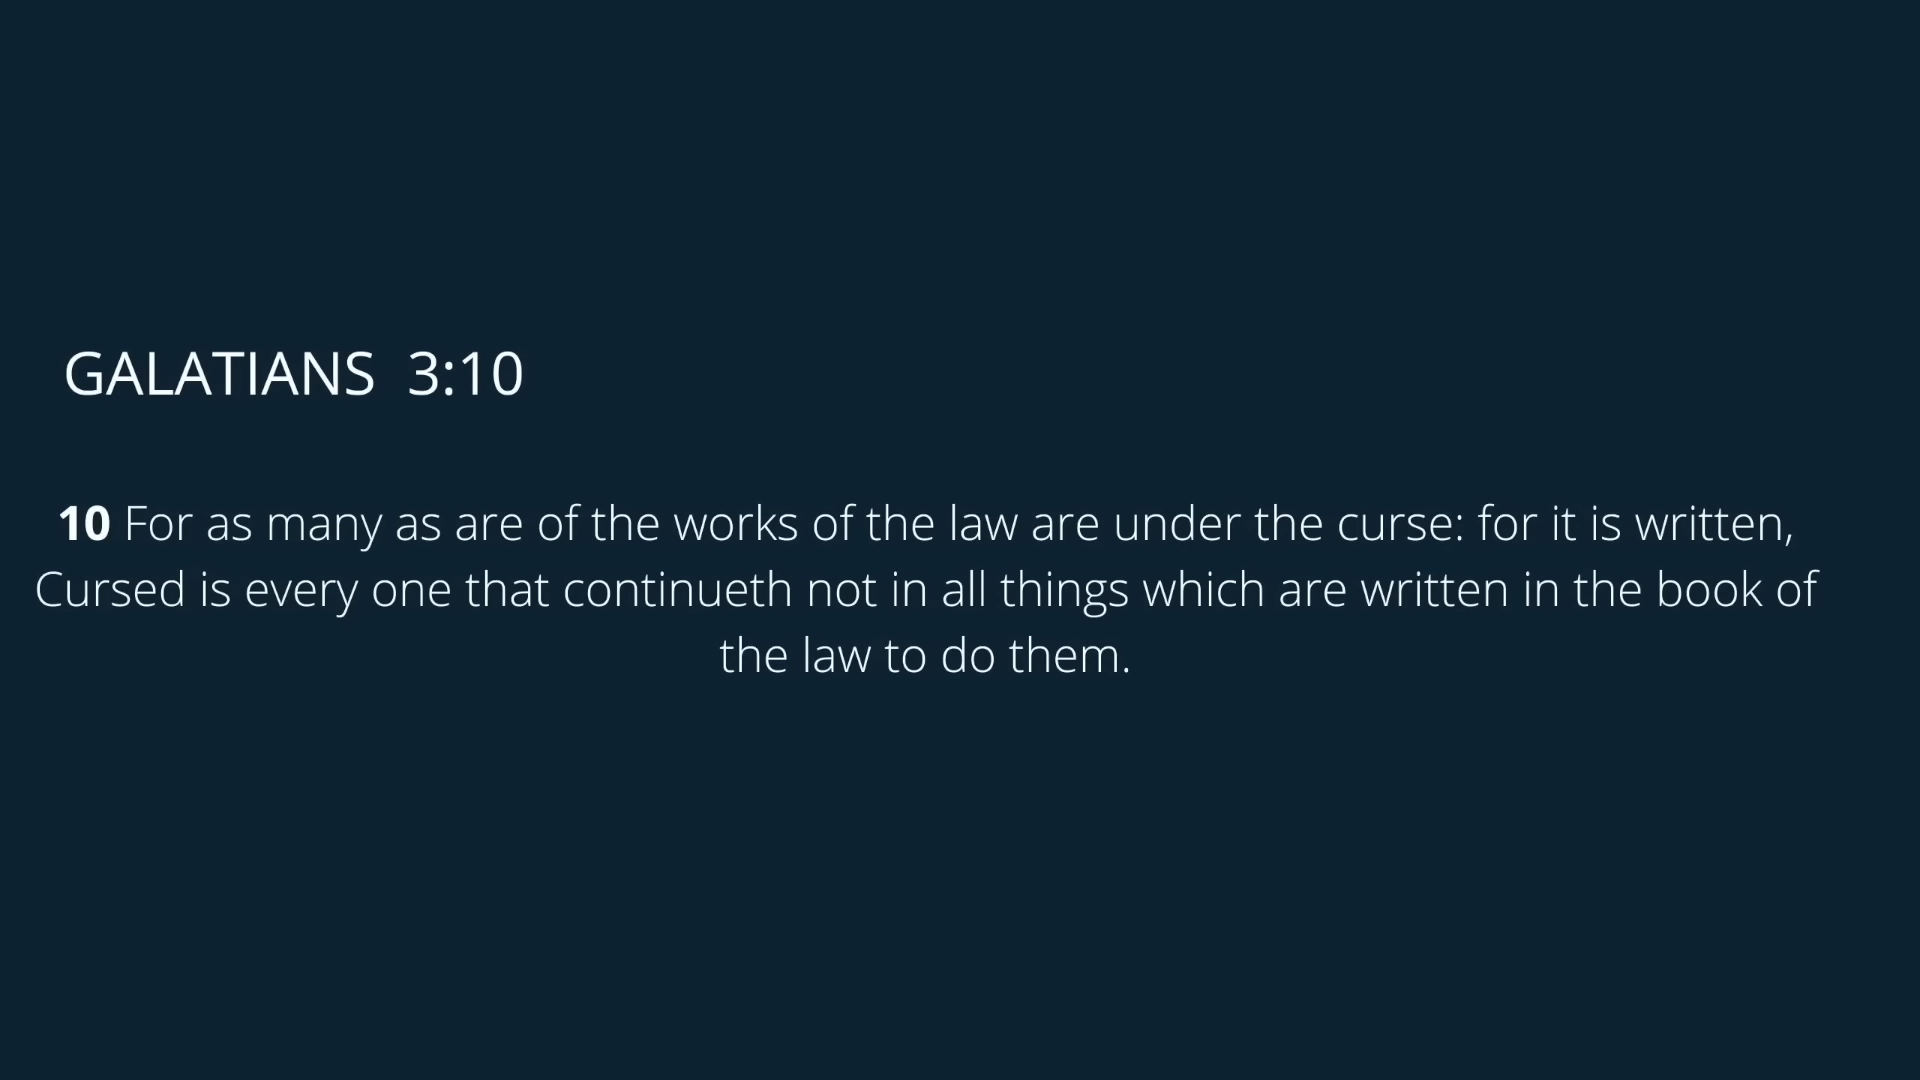 GALATIANS 3:10
10 For as many as are of the works of the law are under the curse: for it is written,
Cursed is every one that continueth not in all things which are written in the book of
the law to do them.